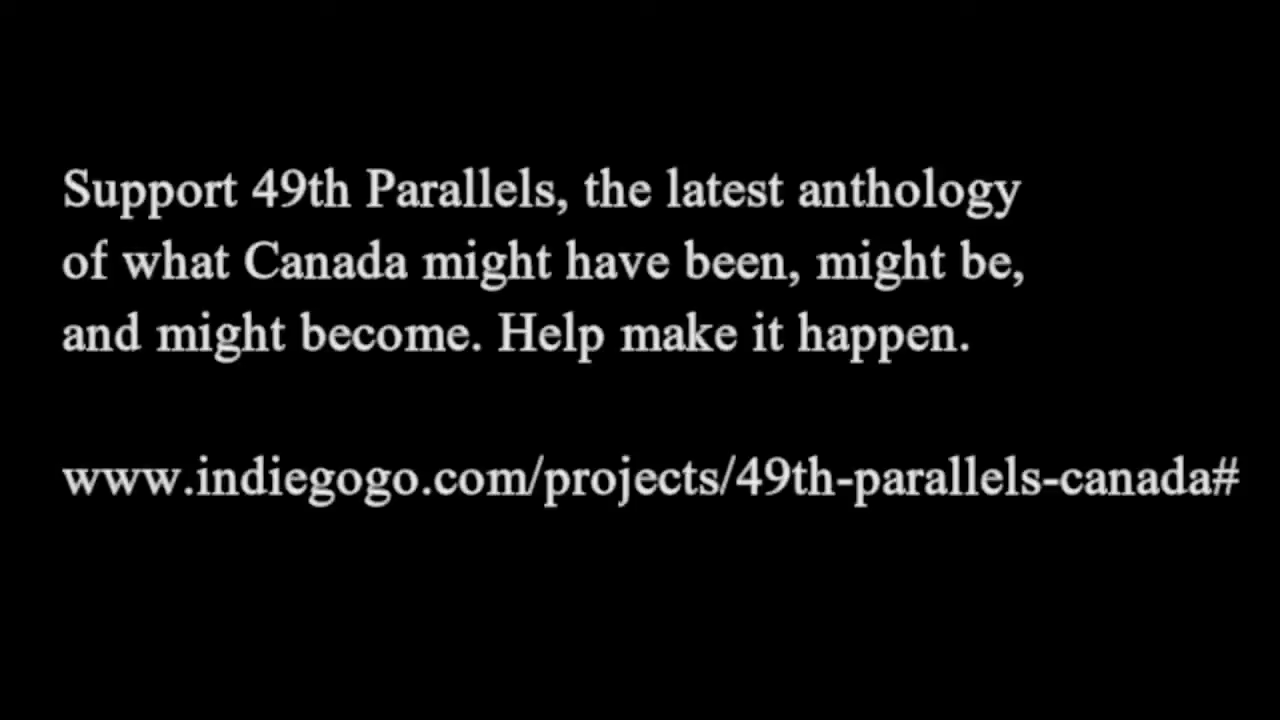 Support 49th Parallels, the latest anthology
of what Canada might have been, might be,
and might become. Help make it happen.
www.indiegogo.com/projects/49th-parallels-canada#